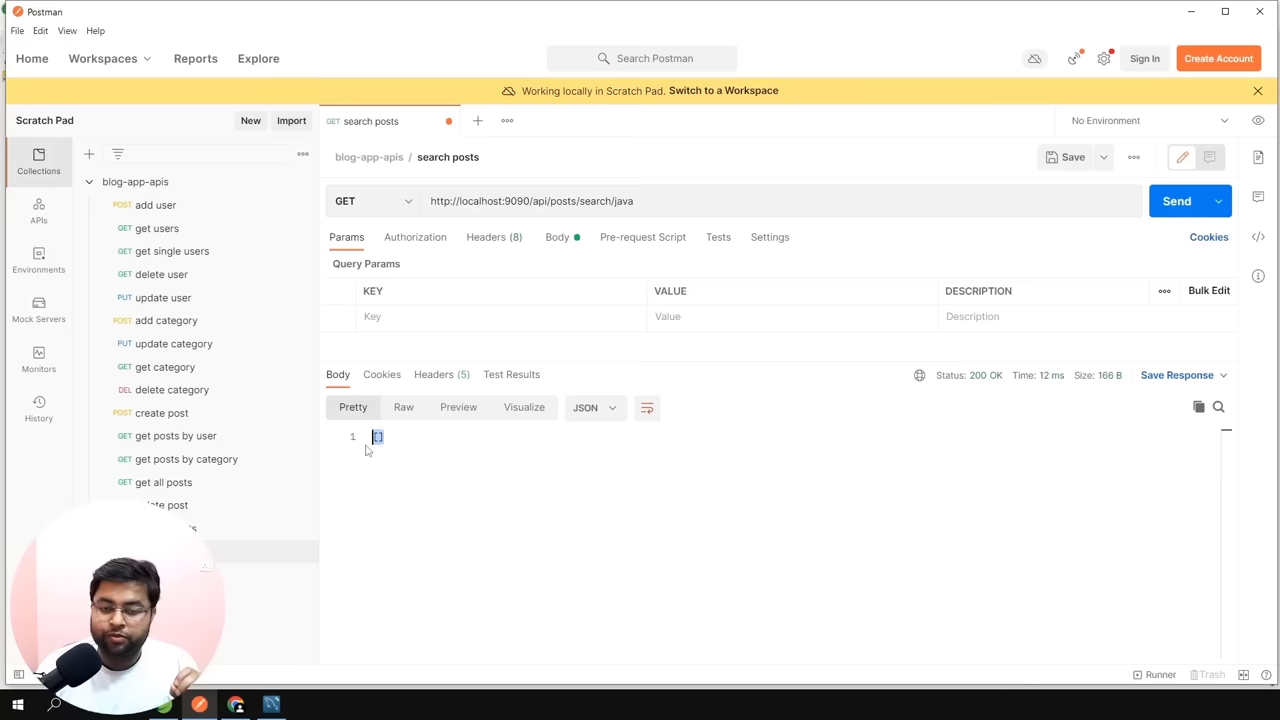 Postman
File Edit View Help
Home Workspaces Reports Explore Search Postman Sign In Create Account
Working locally in Scratch Pad. Switch to a Workspace
Scratch Pad New Import GET search posts No Environment
Collections
APIs
Environments
Mock Servers
Monitors
History
blog-app-apis
POST add user
GET get users
GET get single users
GET delete user
PUT update user
POST add category
PUT update category
GET get category
DEL delete category
POST create post
GET get posts by user
GET get posts by category
GET get all posts
post
blog-app-apis / search posts Save
GET http://localhost:9090/api/posts/search/java Send
Params Authorization Headers (8) Body Pre-request Script Tests Settings Cookies
Query Params
KEY VALUE DESCRIPTION Bulk Edit
Key Value Description
Body Cookies Headers (5) Test Results Status: 200 OK Time: 12 ms Size: 166 B Save Response
Pretty Raw Preview Visualize JSON
1 []
Runner Trash